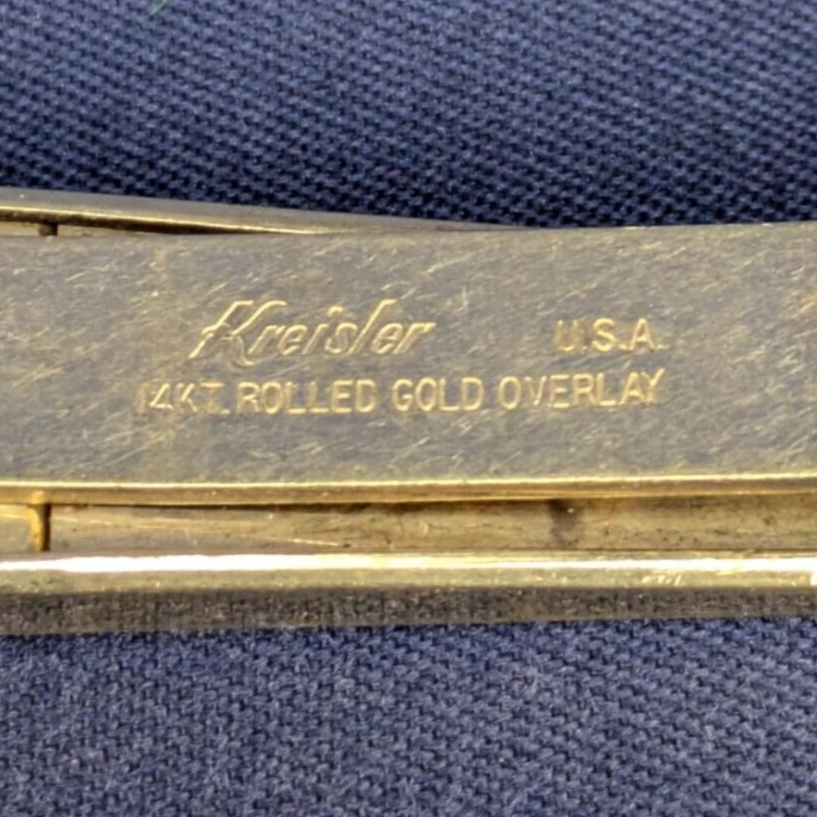 Kreisler U.S.A.
14KT. ROLLED GOLD OVERLAY